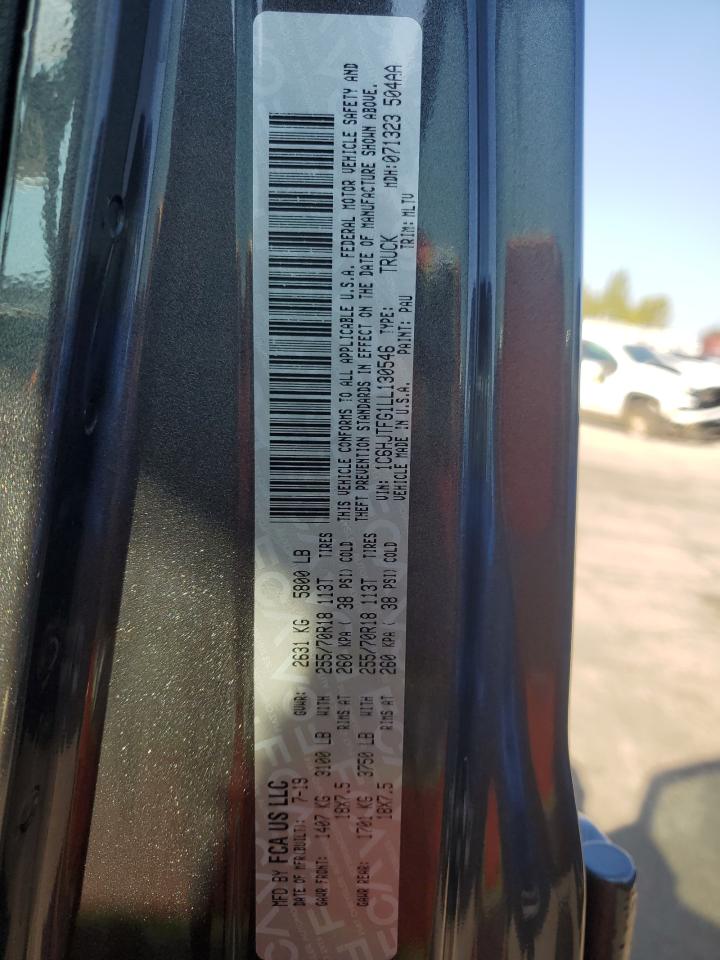 MFD BY FCA US LLC
DATE OF MFR(BUILT): 7-19 GVWR: 2631 KG 5800 LB
GAWR FRONT: 1407 KG 3100 LB WITH 255/70R18 113T TIRES
18X7.5 RIMS AT 260 KPA ( 38 PSI) COLD
GAWR REAR: 1701 KG 3750 LB WITH 255/70R18 113T TIRES
18X7.5 RIMS AT 260 KPA ( 38 PSI) COLD
THIS VEHICLE CONFORMS TO ALL APPLICABLE U.S.A. FEDERAL MOTOR VEHICLE SAFETY AND
THEFT PREVENTION STANDARDS IN EFFECT ON THE DATE OF MANUFACTURE SHOWN ABOVE.
VIN: 1C6HJTFG1LL130546 TYPE: TRUCK MDH:071323 504AA
VEHICLE MADE IN U.S.A. PAINT: PAU TRIM: MLTV